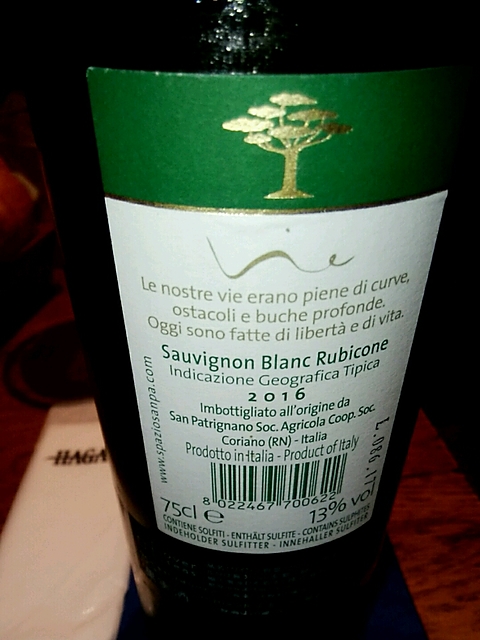 Vie
Le nostre vie erano piene di curve,
ostacoli e buche profonde.
Oggi sono fatte di libertà e di vita.
Sauvignon Blanc Rubicone
Indicazione Geografica Tipica
2016
Imbottigliato all'origine da
San Patrignano Soc. Agricola Coop. Soc.
Coriano (RN) - Italia
Prodotto in Italia - Product of Italy
8 022467 700622
75cl e 13% vol
CONTIENE SOLFITI - ENTHÄLT SULFITE - CONTAINS SULPHITES
INDEHOLDER SULFITTER - INNEHALLER SULFITER
www.spaziosanpa.com
L.086.17
HAGA